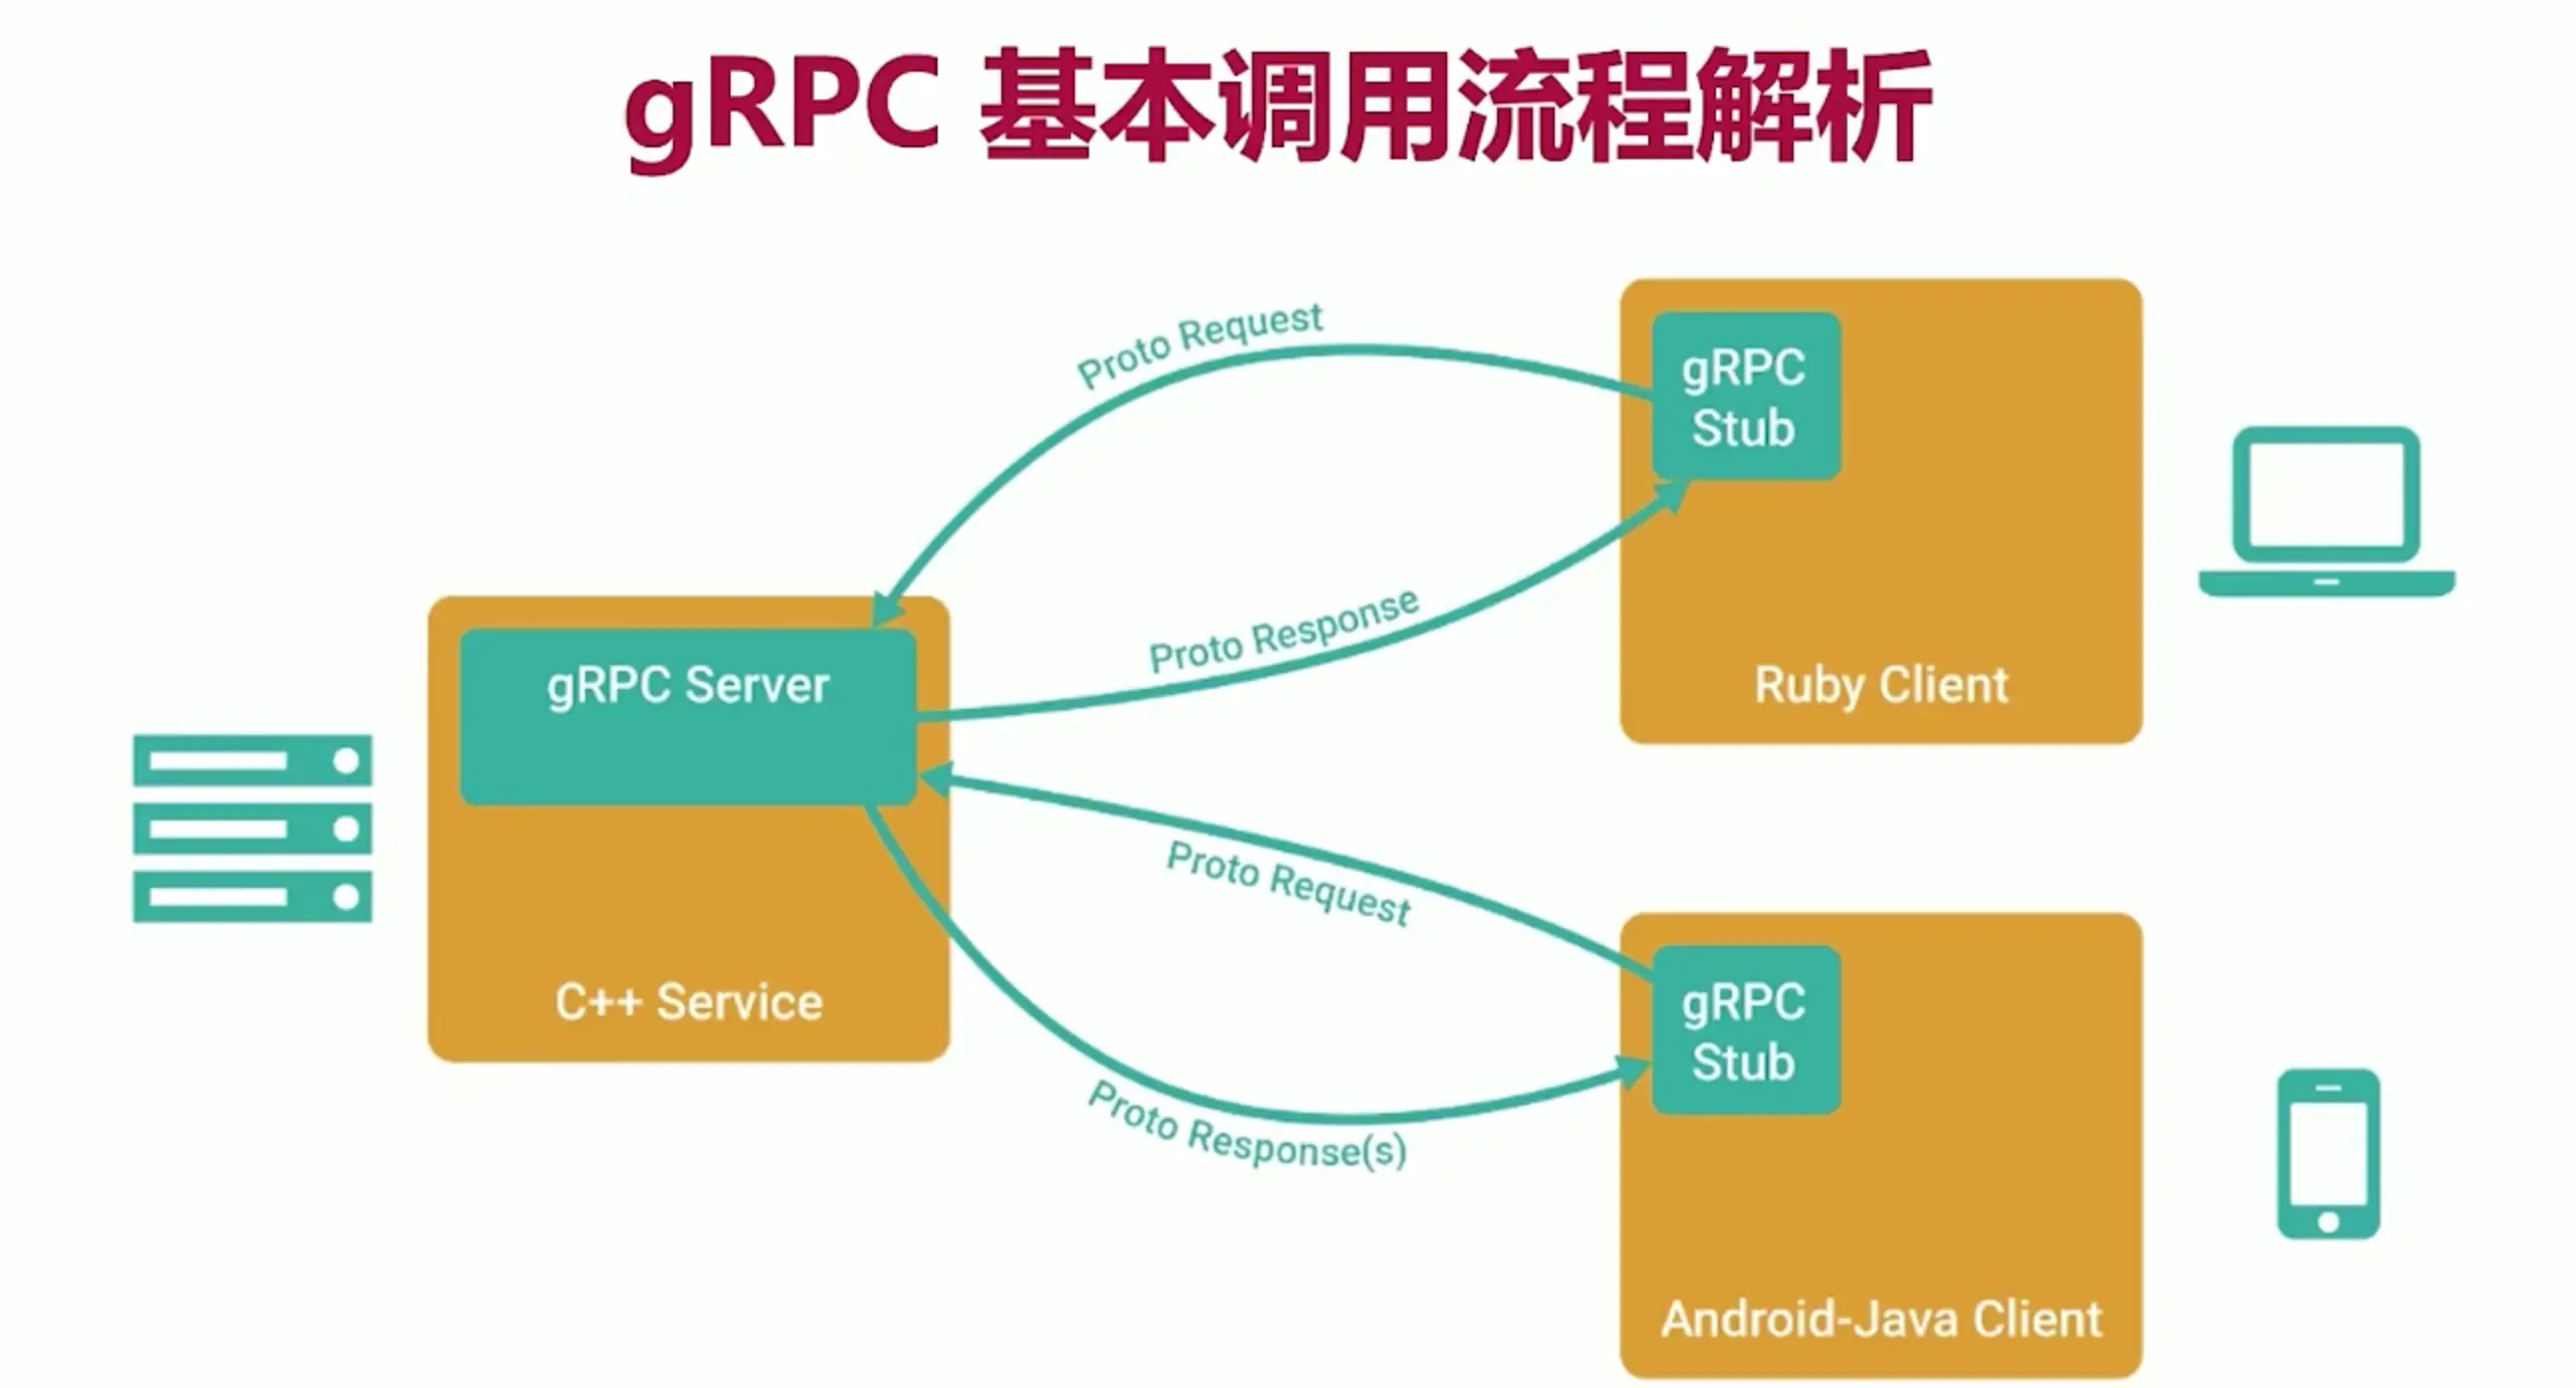 gRPC 基本调用流程解析
Proto Request
gRPC
Stub
Proto Response
Ruby Client
gRPC Server
C++ Service
Proto Request
gRPC
Stub
Proto Response(s)
Android-Java Client